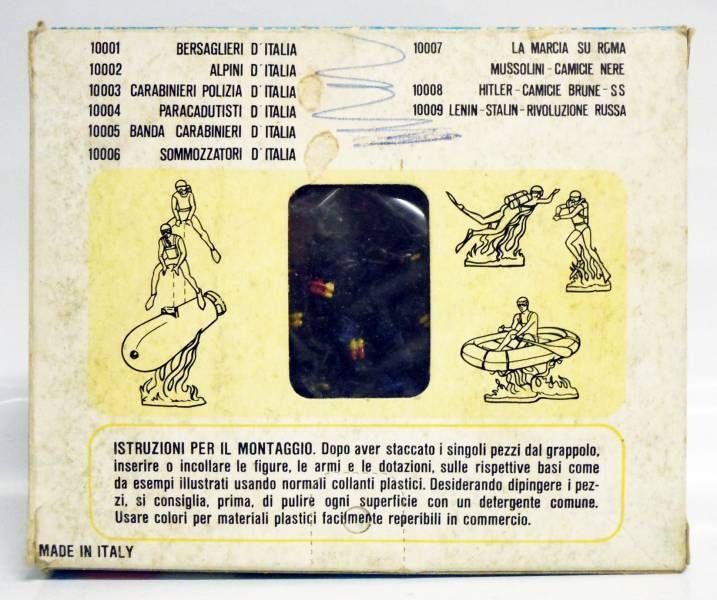 10001 BERSAGLIERI D'ITALIA
10002 ALPINI D'ITALIA
10003 CARABINIERI POLIZIA D'ITALIA
10004 PARACADUTISTI D'ITALIA
10005 BANDA CARABINIERI D'ITALIA
10006 SOMMOZZATORI D'ITALIA
10007 LA MARCIA SU ROMA
MUSSOLINI-CAMICIE NERE
10008 HITLER-CAMICIE BRUNE-SS
10009 LENIN-STALIN-RIVOLUZIONE RUSSA
ISTRUZIONI PER IL MONTAGGIO. Dopo aver staccato i singoli pezzi dal grappolo,
inserire o incollare le figure, le armi e le dotazioni, sulle rispettive basi come
da esempi illustrati usando normali collanti plastici. Desiderando dipingere i pez-
zi, si consiglia, prima, di pulire ogni superficie con un detergente comune.
Usare colori per materiali plastici facilmente reperibili in commercio.
MADE IN ITALY